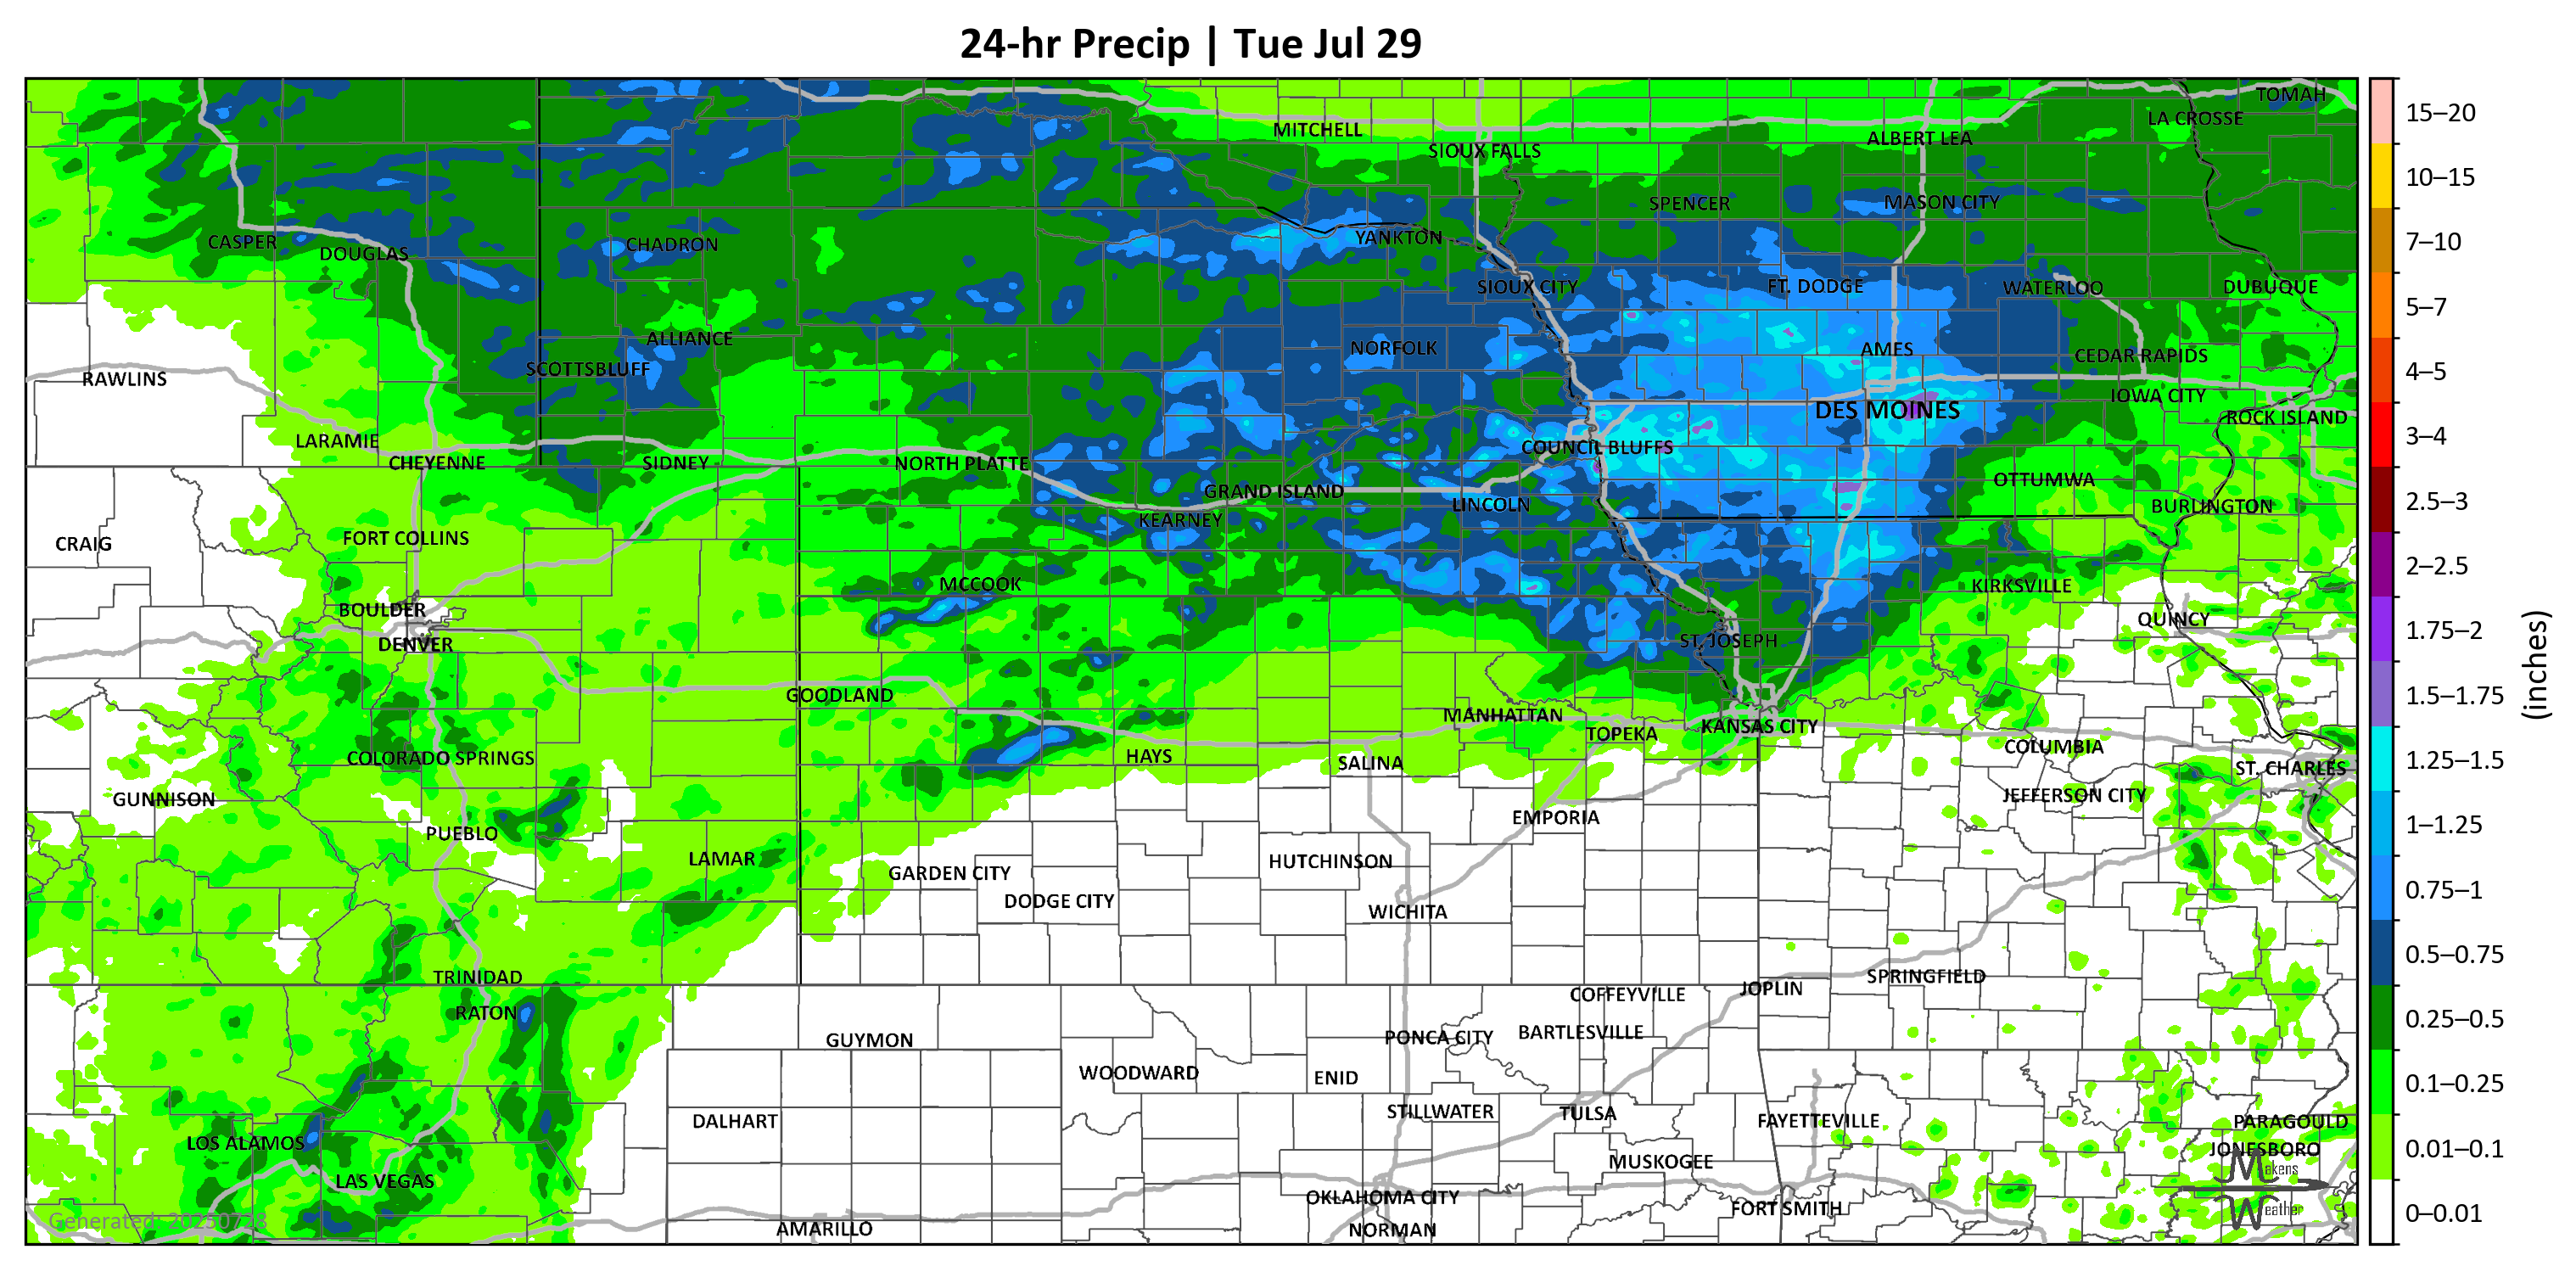 24-hr Precip | Tue Jul 29
TOMAH
LA CROSSE
MITCHELL
ALBERT LEA
SIOUX FALLS
SPENCER
MASON CITY
CASPER
DOUGLAS
CHADRON
YANKTON
SIOUX CITY
FT. DODGE
WATERLOO
DUBUQUE
ALLIANCE
NORFOLK
AMES
CEDAR RAPIDS
SCOTTSBLUFF
RAWLINS
IOWA CITY
DES MOINES
ROCK ISLAND
LARAMIE
COUNCIL BLUFFS
CHEYENNE
SIDNEY
NORTH PLATTE
OTTUMWA
GRAND ISLAND
LINCOLN
BURLINGTON
KEARNEY
CRAIG
FORT COLLINS
MCCOOK
KIRKSVILLE
BOULDER
QUINCY
DENVER
ST. JOSEPH
GOODLAND
MANHATTAN
KANSAS CITY
TOPEKA
COLUMBIA
COLORADO SPRINGS
HAYS
SALINA
ST. CHARLES
GUNNISON
JEFFERSON CITY
EMPORIA
PUEBLO
LAMAR
HUTCHINSON
GARDEN CITY
DODGE CITY
WICHITA
TRINIDAD
SPRINGFIELD
JOPLIN
COFFEYVILLE
RATON
GUYMON
PONCA CITY
BARTLESVILLE
WOODWARD
ENID
STILLWATER
TULSA
DALHART
FAYETTEVILLE
PARAGOULD
LOS ALAMOS
JONESBORO
MUSKOGEE
LAS VEGAS
OKLAHOMA CITY
FORT SMITH
AMARILLO
NORMAN
Generated: 20250728
Makens
Weather
15–20
10–15
7–10
5–7
4–5
3–4
2.5–3
2–2.5
1.75–2
1.5–1.75
1.25–1.5
1–1.25
0.75–1
0.5–0.75
0.25–0.5
0.1–0.25
0.01–0.1
0–0.01
(inches)